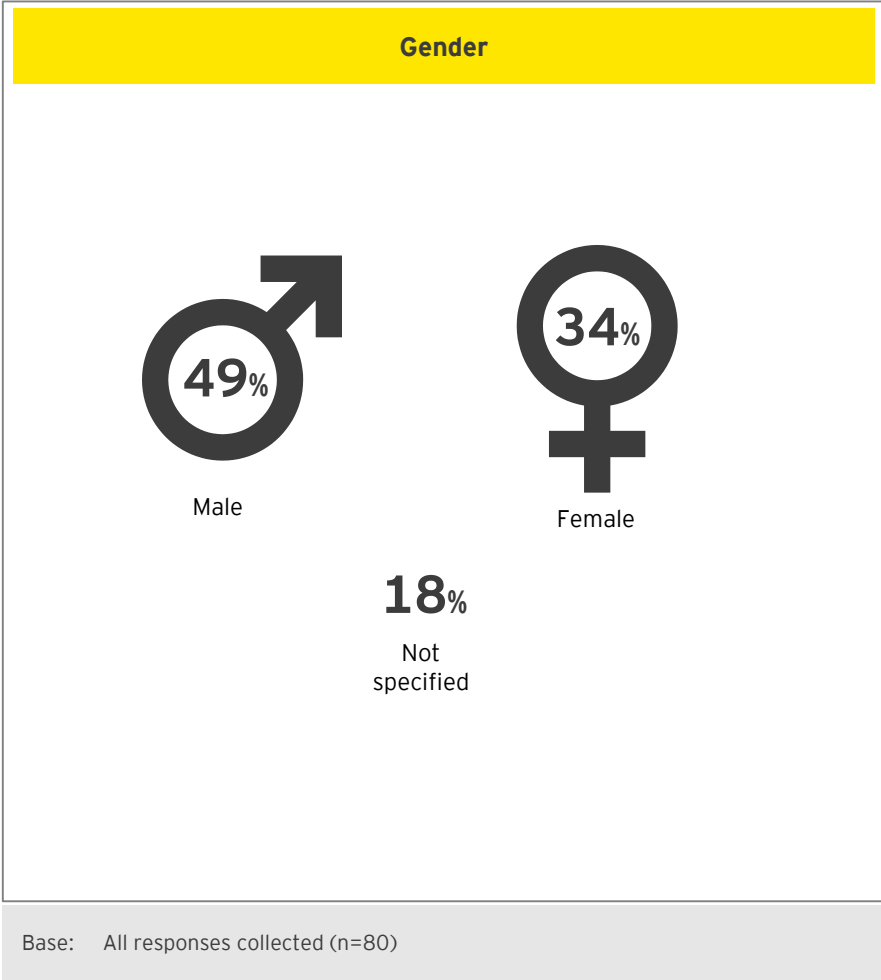 Gender
49%
34%
Male
Female
18%
Not
specified
Base: All responses collected (n=80)